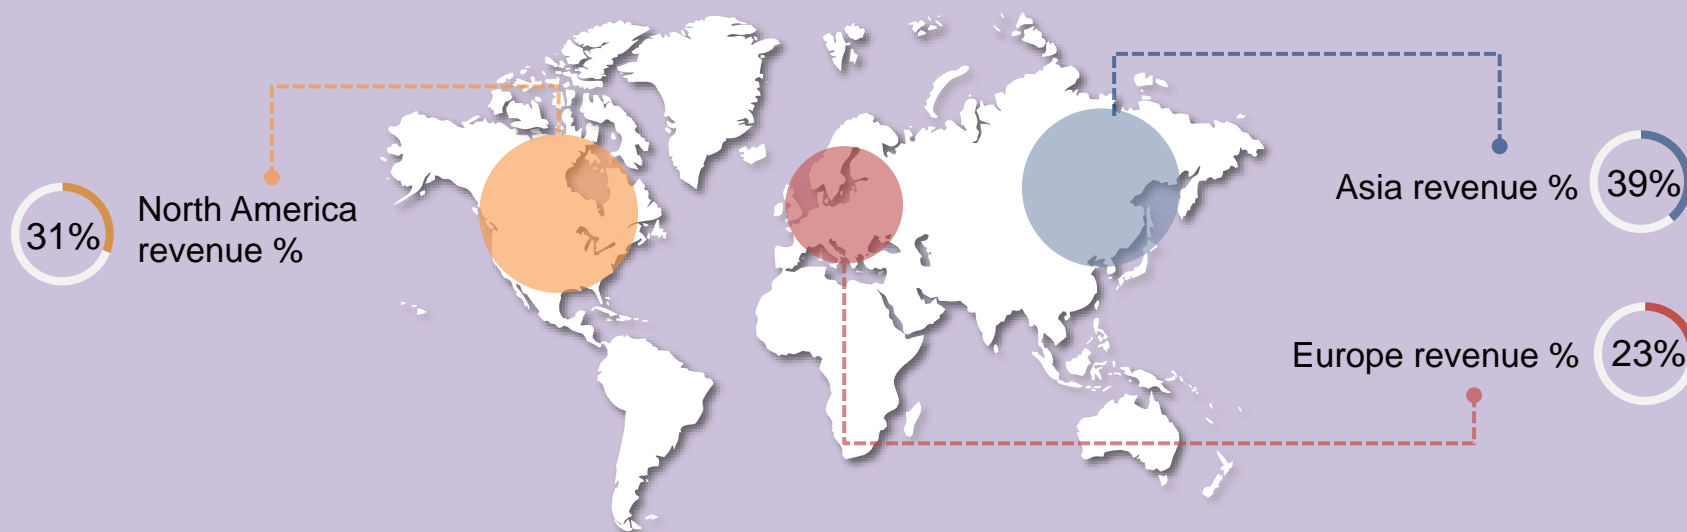 31%
North America
revenue %
Asia revenue %
39%
Europe revenue %
23%